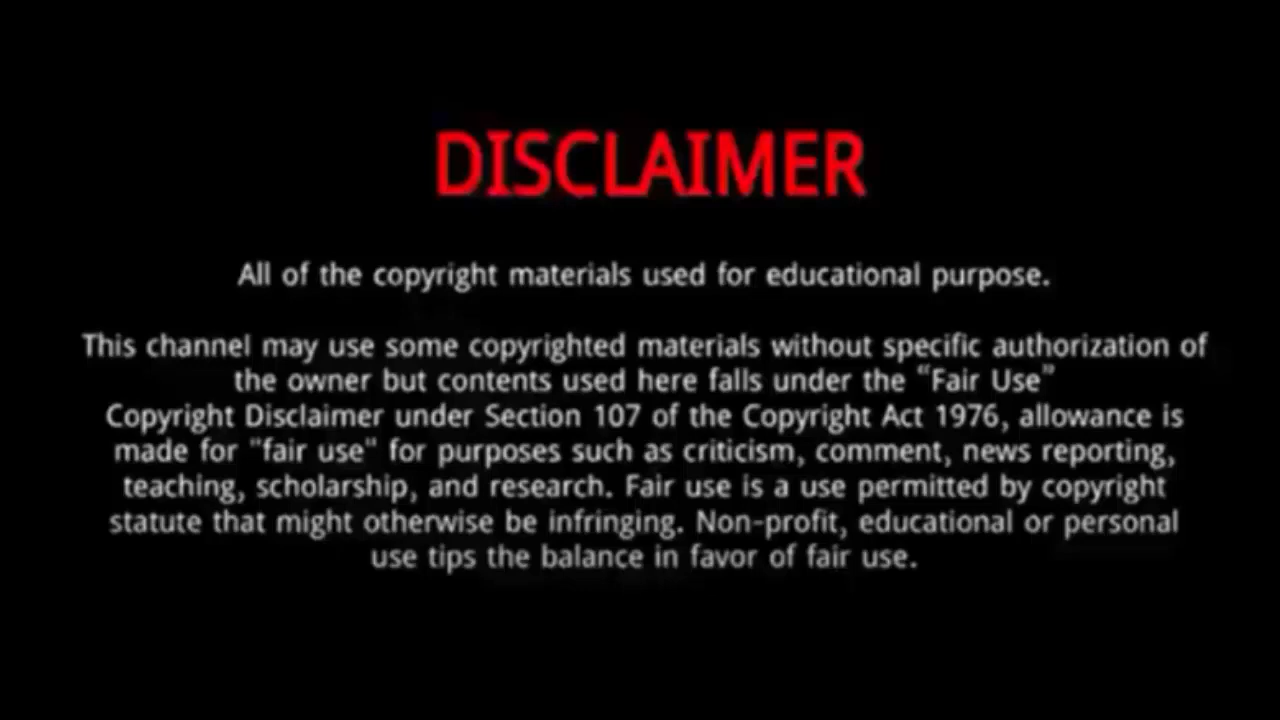 DISCLAIMER
All of the copyright materials used for educational purpose.
This channel may use some copyrighted materials without specific authorization of
the owner but contents used here falls under the “Fair Use”
Copyright Disclaimer under Section 107 of the Copyright Act 1976, allowance is
made for "fair use" for purposes such as criticism, comment, news reporting,
teaching, scholarship, and research. Fair use is a use permitted by copyright
statute that might otherwise be infringing. Non-profit, educational or personal
use tips the balance in favor of fair use.